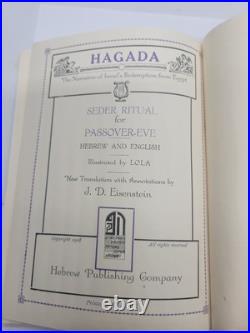 HAGADA
The Narrative of Israel's Redemption from Egypt
SEDER RITUAL
for
PASSOVER-EVE
HEBREW AND ENGLISH
Illustrated by LOLA
New Translation with Annotations by
J. D. Eisenstein
Copyright
All rights reserved
Hebrew Publishing Company